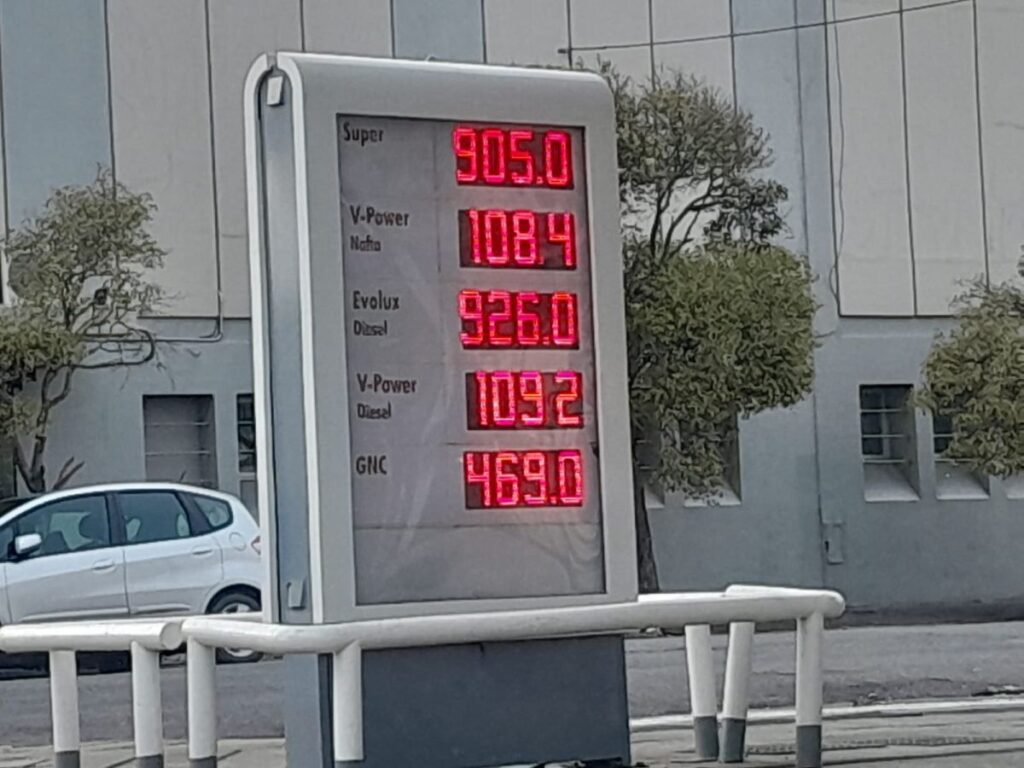 Super 905.0
V-Power 108.4
Nafta
Evolux 926.0
Diesel
V-Power 109.2
Diesel
GNC 469.0